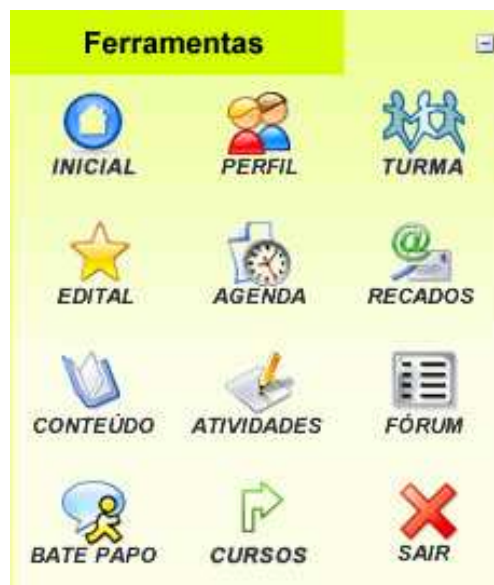 Ferramentas
INICIAL PERFIL TURMA
EDITAL AGENDA RECADOS
CONTEÚDO ATIVIDADES FÓRUM
BATE PAPO CURSOS SAIR